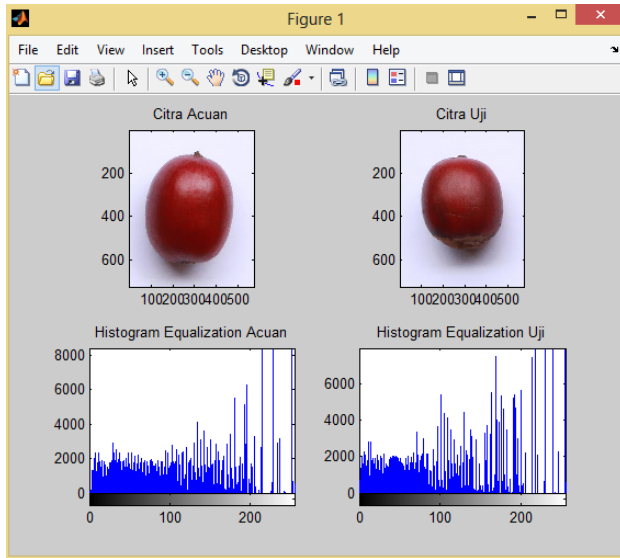 Figure 1
File Edit View Insert Tools Desktop Window Help
Citra Acuan
200
400
600
100200300400500
Citra Uji
200
400
600
100200300400500
Histogram Equalization Acuan
8000
6000
4000
2000
0
0 100 200
Histogram Equalization Uji
6000
4000
2000
0
0 100 200